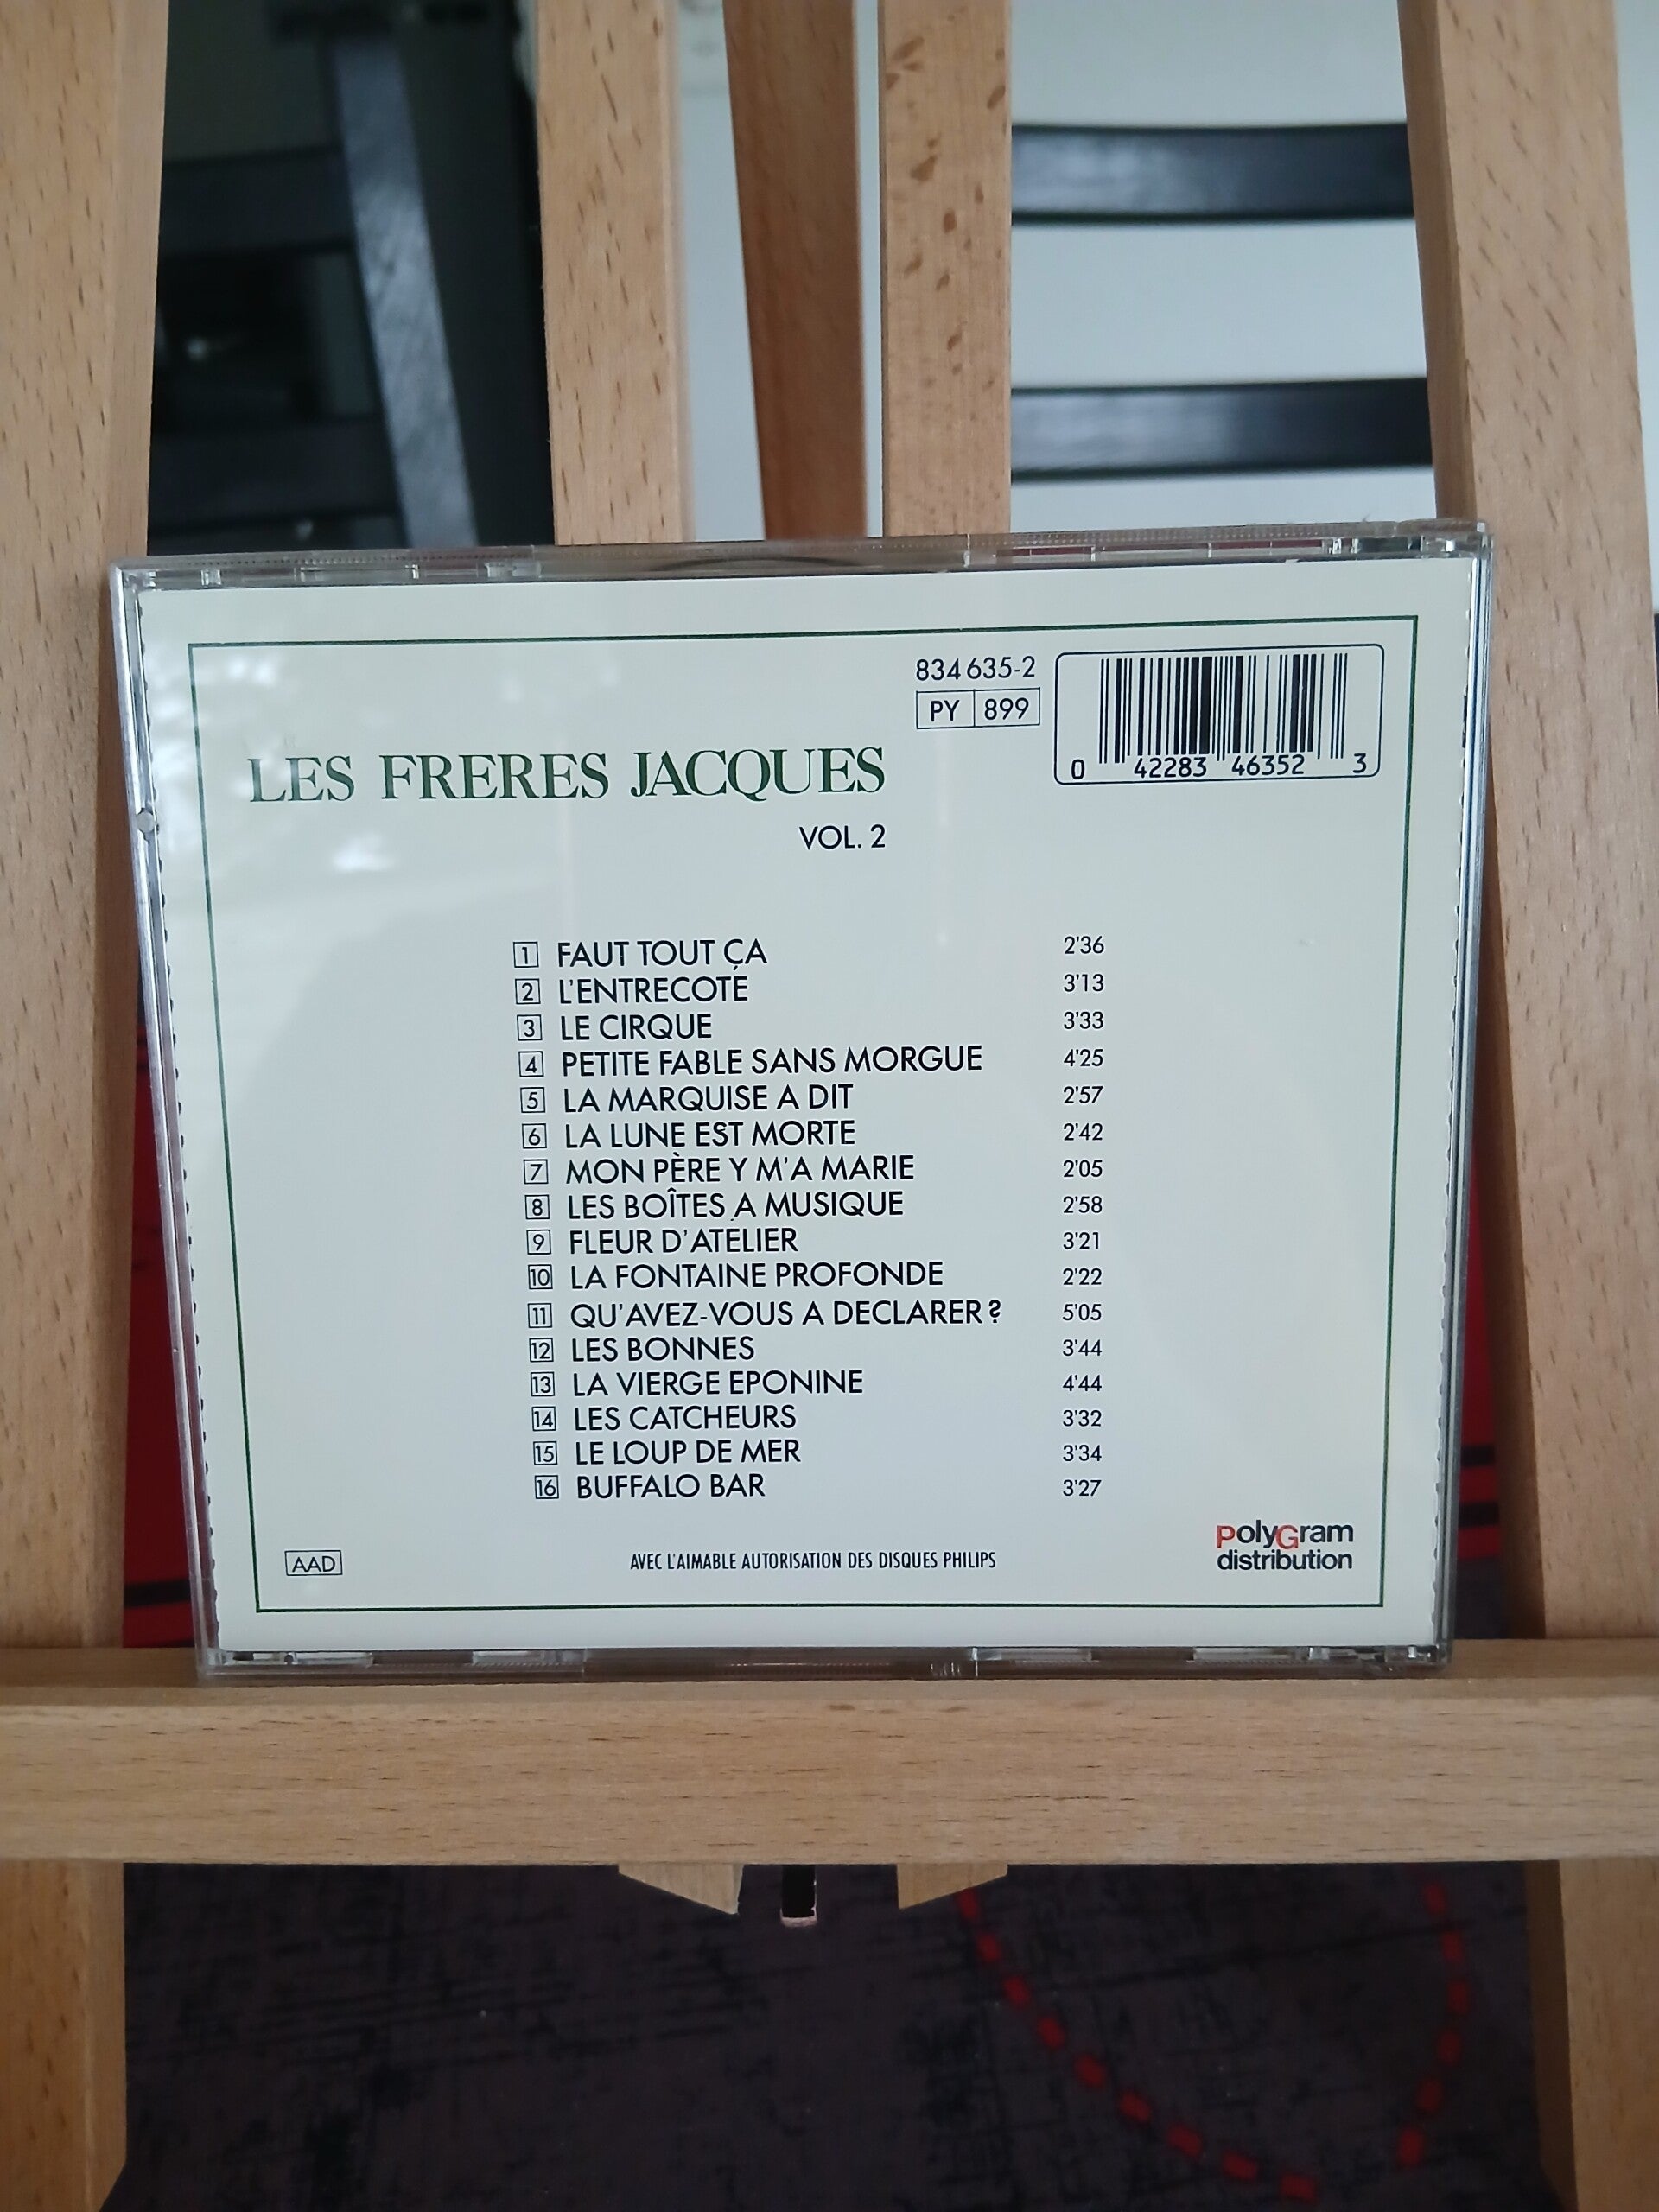 834 635-2
PY 899
0 42283 46352 3
LES FRERES JACQUES
VOL. 2
1 FAUT TOUT ÇA 2'36
2 L'ENTRECOTE 3'13
3 LE CIRQUE 3'33
4 PETITE FABLE SANS MORGUE 4'25
5 LA MARQUISE A DIT 2'57
6 LA LUNE EST MORTE 2'42
7 MON PÈRE Y M'A MARIE 2'05
8 LES BOÎTES A MUSIQUE 2'58
9 FLEUR D'ATELIER 3'21
10 LA FONTAINE PROFONDE 2'22
11 QU'AVEZ-VOUS A DECLARER ? 5'05
12 LES BONNES 3'44
13 LA VIERGE EPONINE 4'44
14 LES CATCHEURS 3'32
15 LE LOUP DE MER 3'34
16 BUFFALO BAR 3'27
AAD
AVEC L'AIMABLE AUTORISATION DES DISQUES PHILIPS
PolyGram
distribution